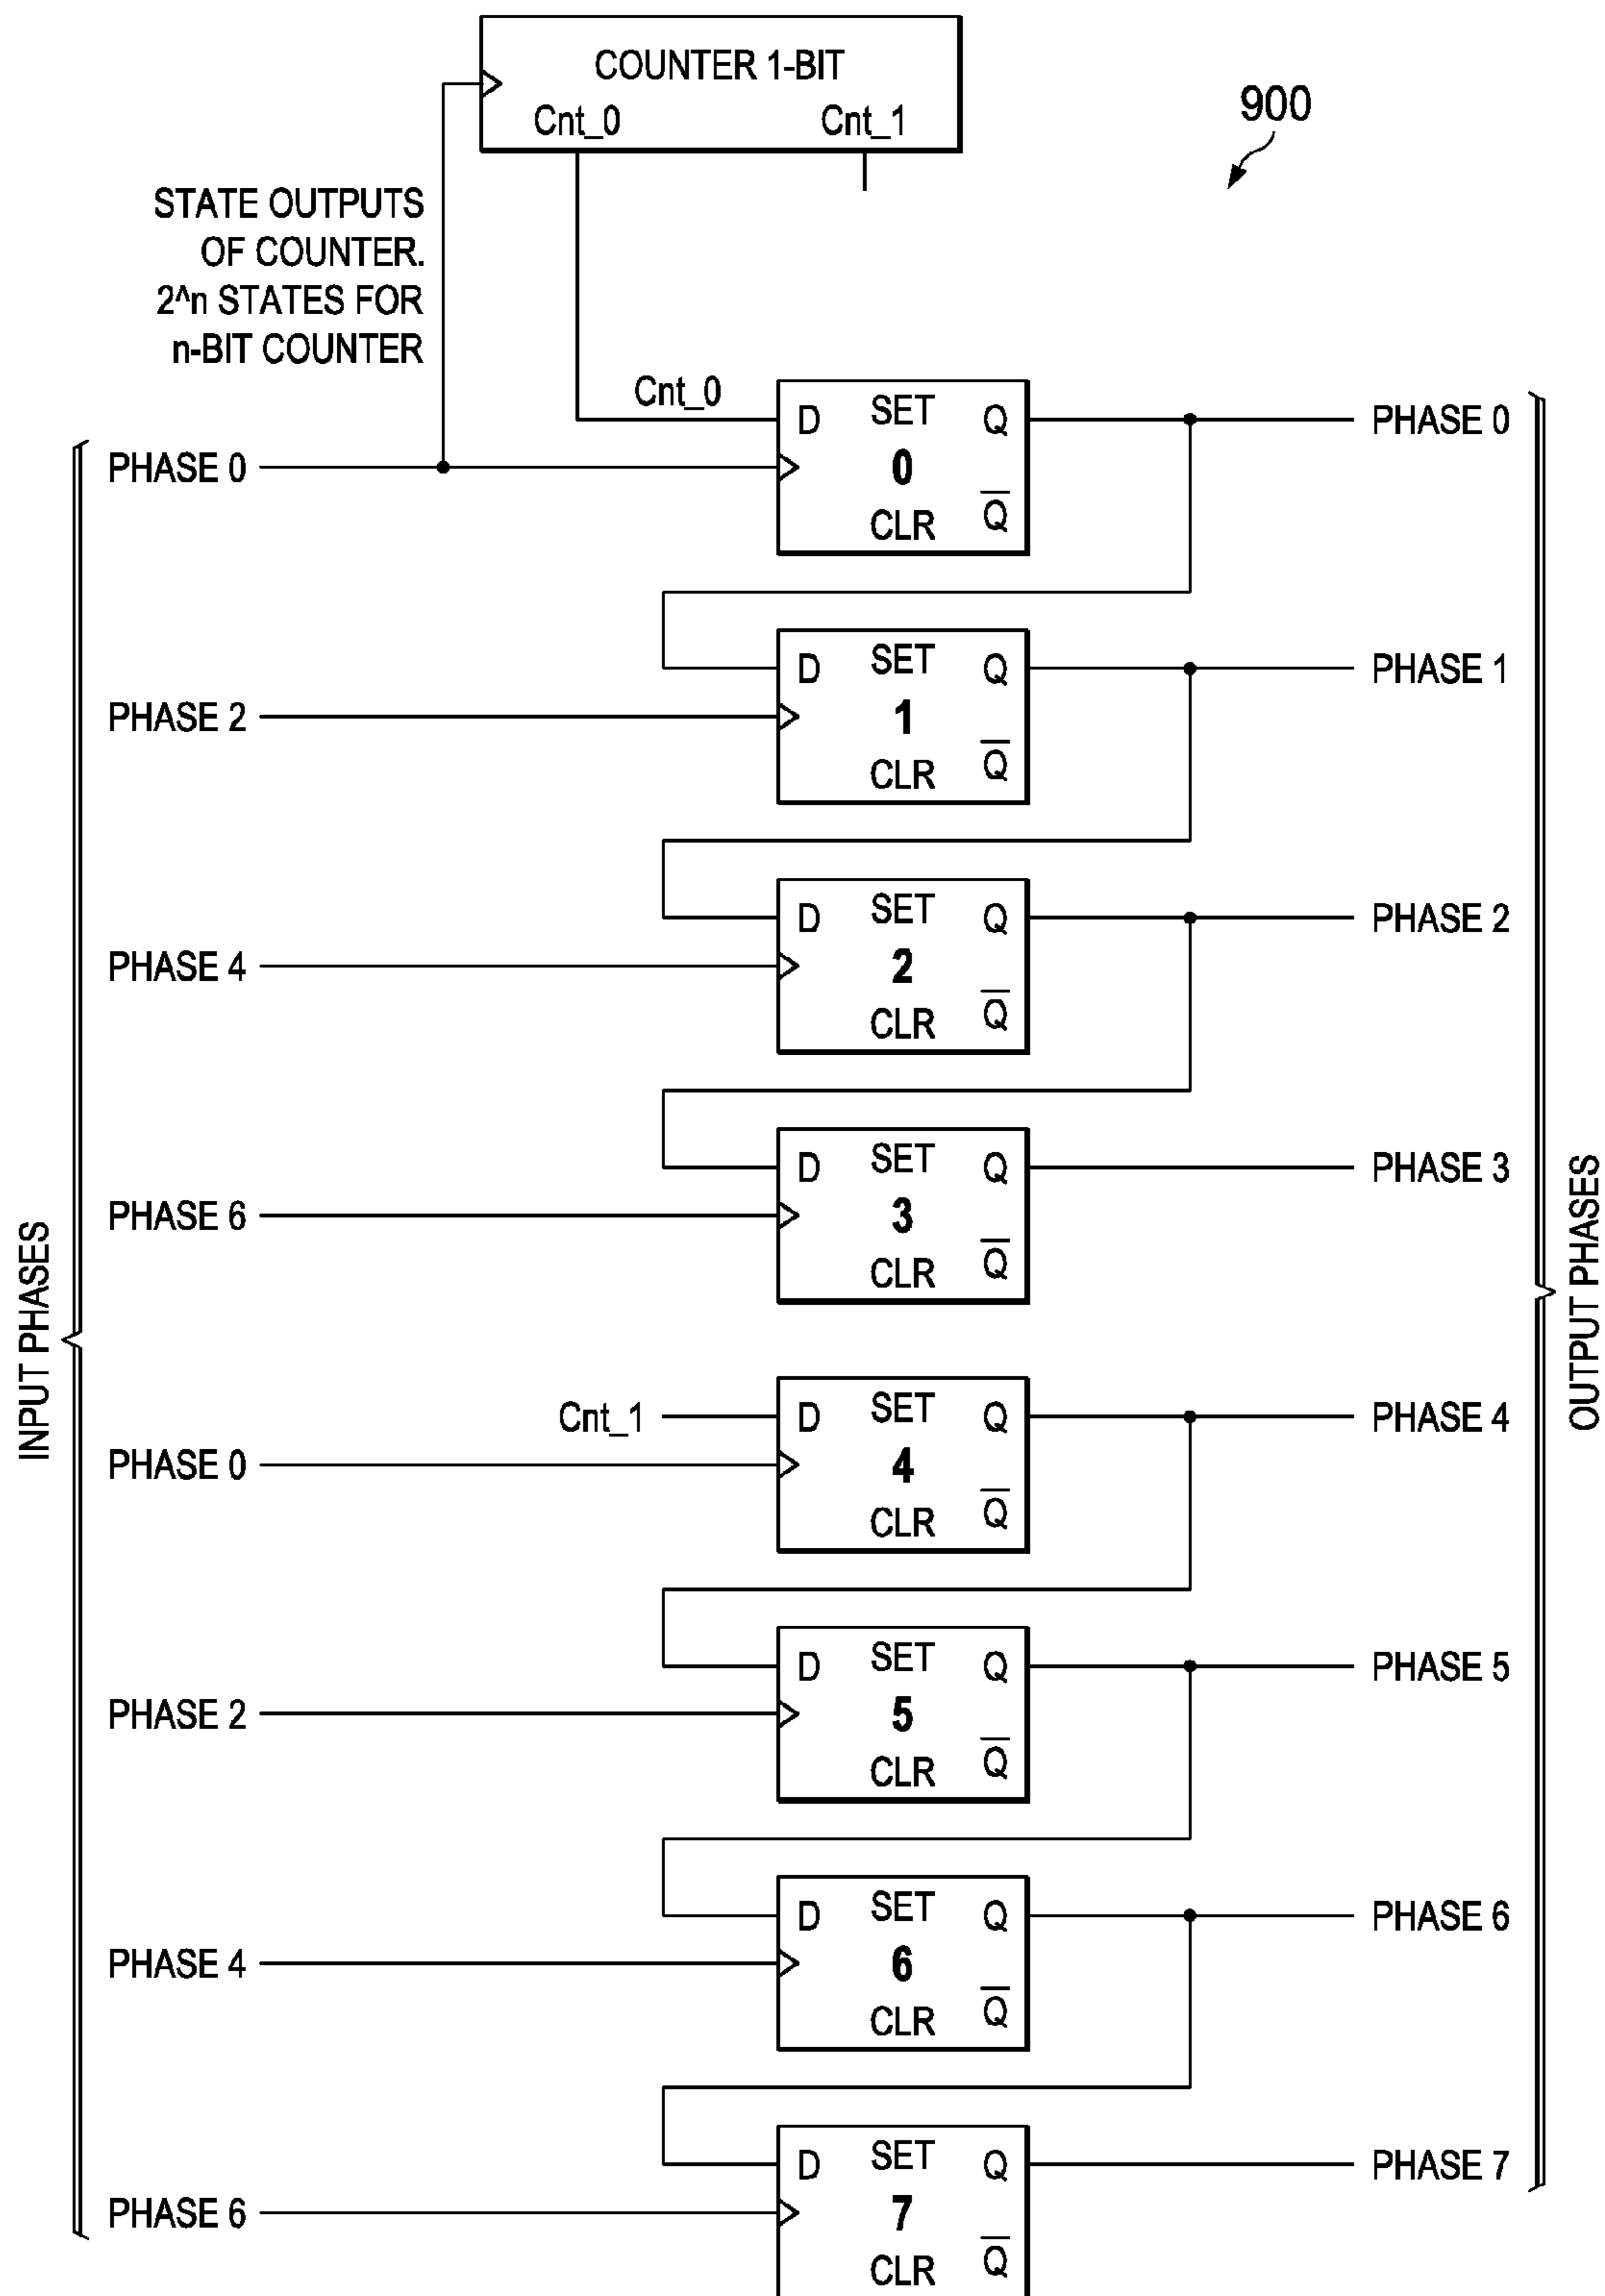 COUNTER 1-BIT
Cnt_0 Cnt_1
900
STATE OUTPUTS
OF COUNTER.
2^n STATES FOR
n-BIT COUNTER
Cnt_0
D SET Q
PHASE 0
PHASE 0
0
CLR Q̅
D SET Q
PHASE 1
PHASE 2
1
CLR Q̅
D SET Q
PHASE 2
PHASE 4
2
CLR Q̅
D SET Q
PHASE 3
PHASE 6
3
CLR Q̅
INPUT PHASES
OUTPUT PHASES
Cnt_1
D SET Q
PHASE 4
PHASE 0
4
CLR Q̅
D SET Q
PHASE 5
PHASE 2
5
CLR Q̅
D SET Q
PHASE 6
PHASE 4
6
CLR Q̅
D SET Q
PHASE 7
PHASE 6
7
CLR Q̅